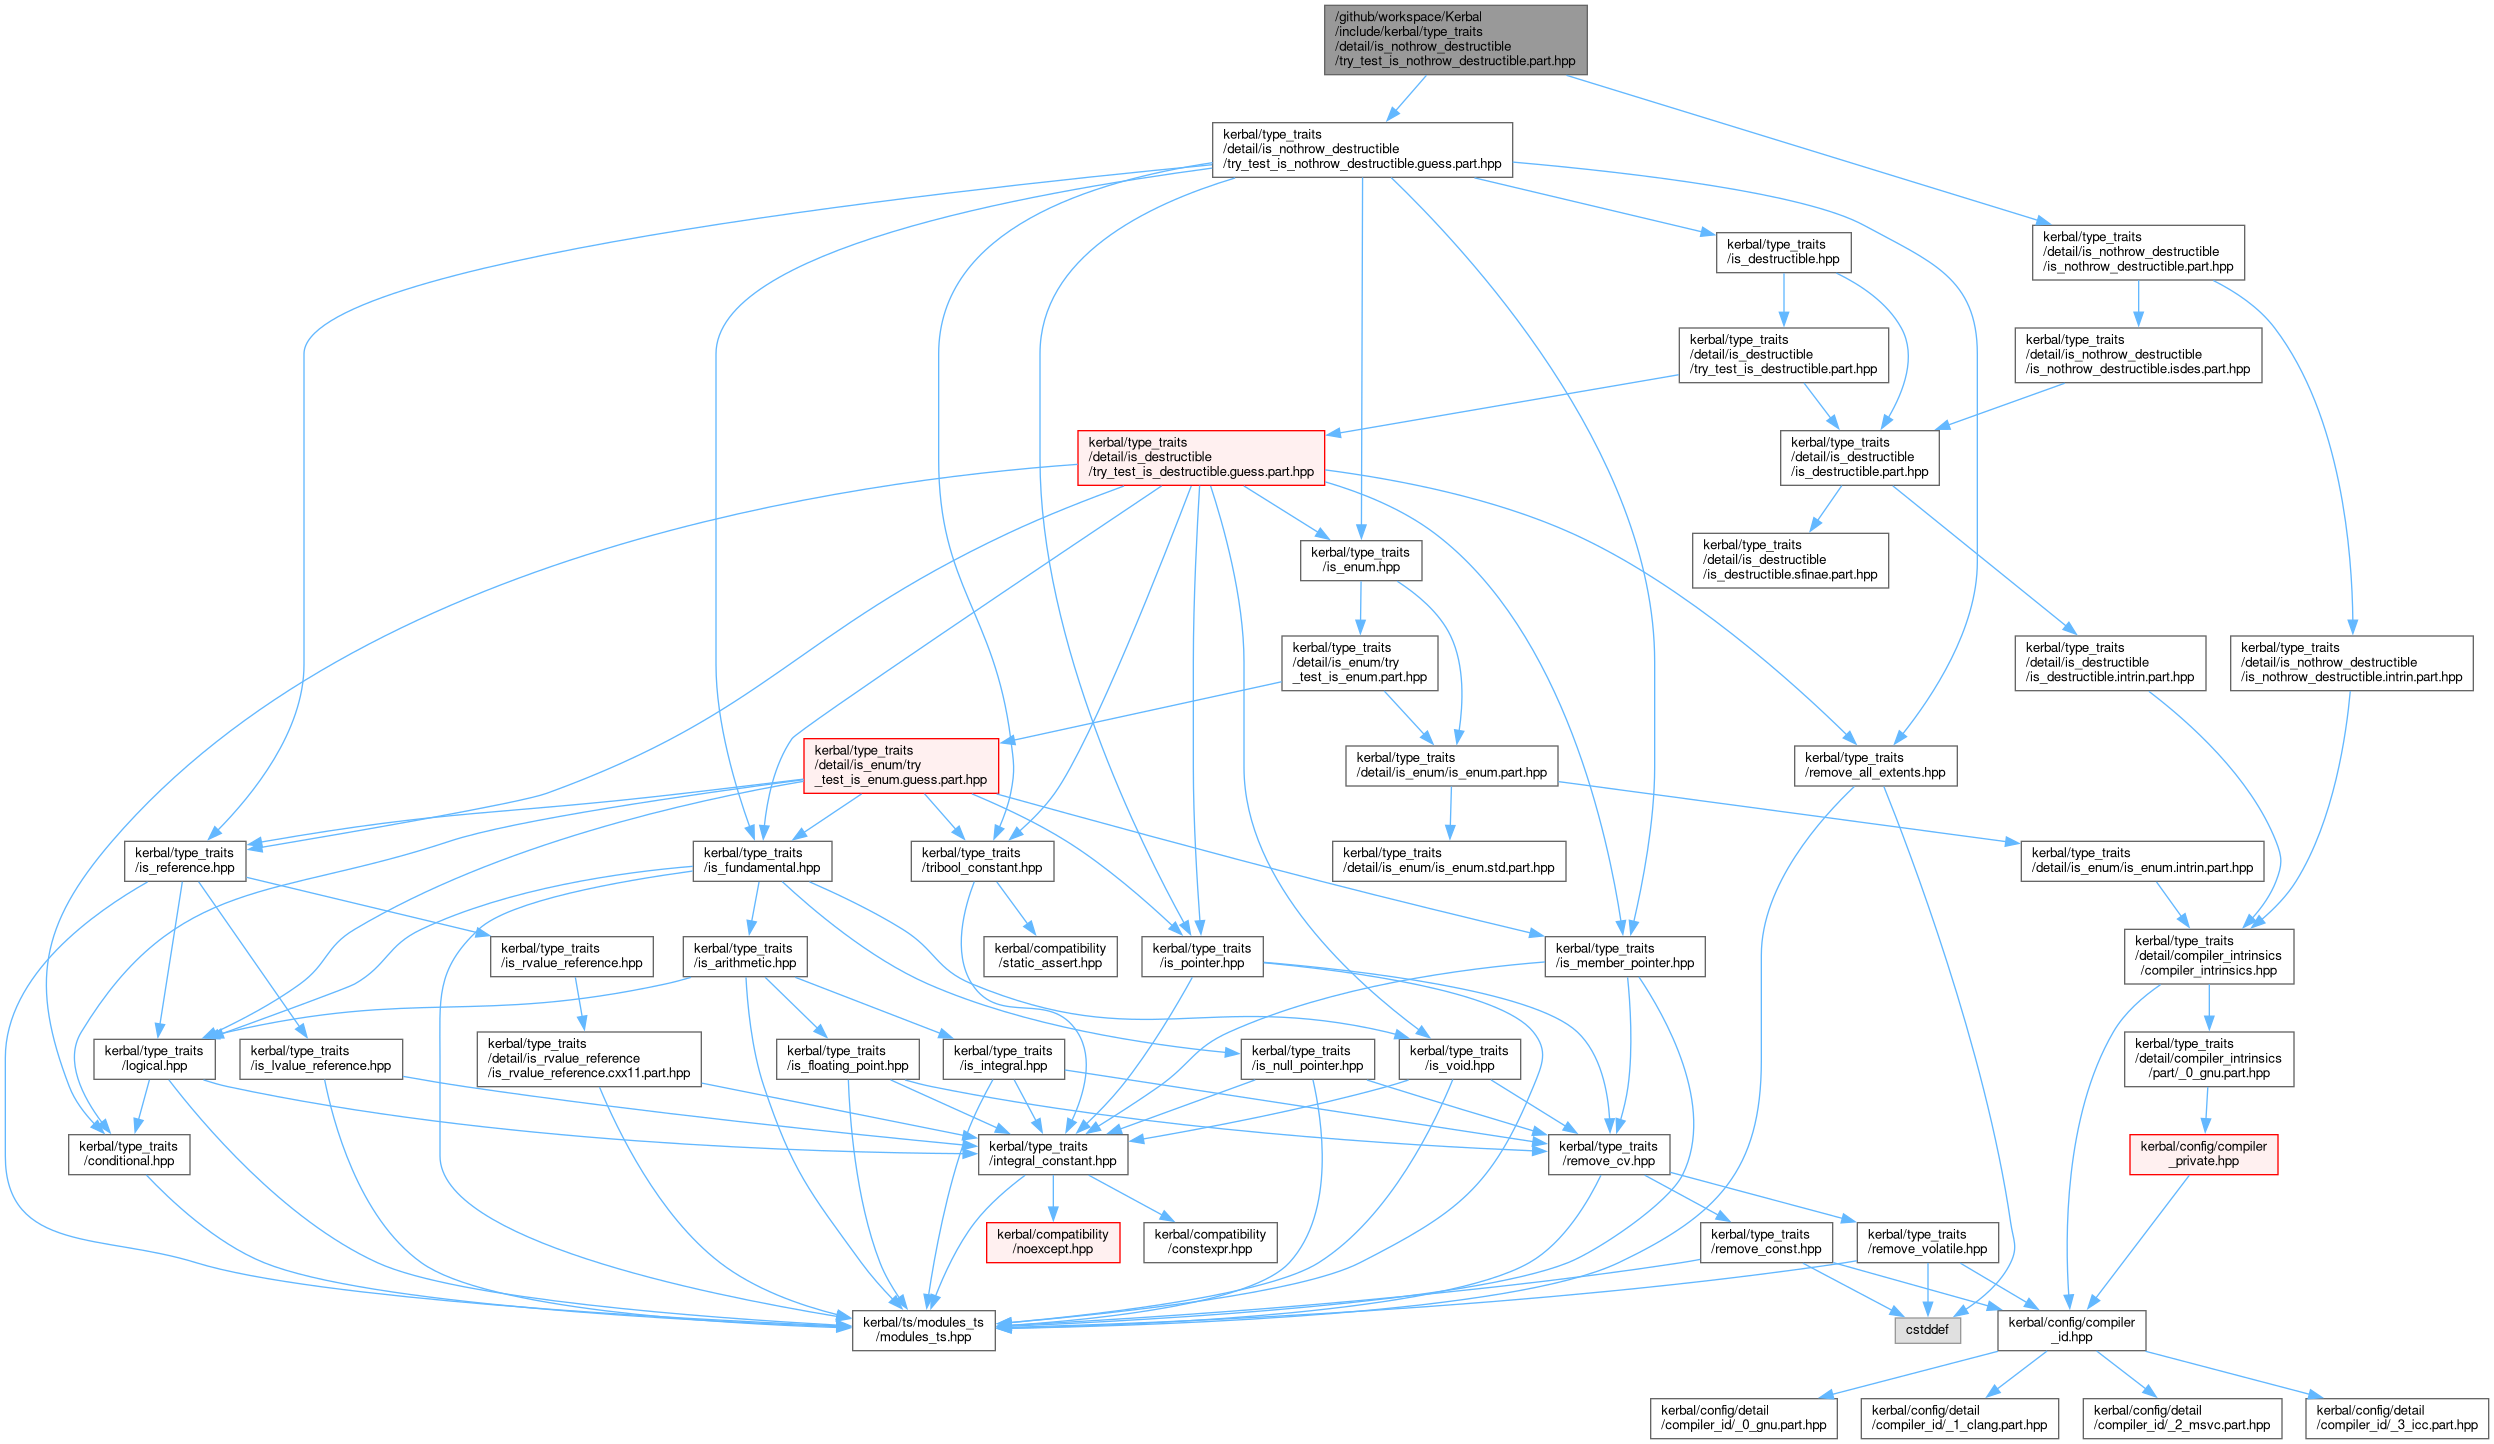 /github/workspace/Kerbal
/include/kerbal/type_traits
/detail/is_nothrow_destructible
/try_test_is_nothrow_destructible.part.hpp
kerbal/type_traits
/detail/is_nothrow_destructible
/try_test_is_nothrow_destructible.guess.part.hpp
kerbal/type_traits
/is_destructible.hpp
kerbal/type_traits
/detail/is_nothrow_destructible
/is_nothrow_destructible.part.hpp
kerbal/type_traits
/detail/is_destructible
/try_test_is_destructible.part.hpp
kerbal/type_traits
/detail/is_nothrow_destructible
/is_nothrow_destructible.isdes.part.hpp
kerbal/type_traits
/detail/is_destructible
/try_test_is_destructible.guess.part.hpp
kerbal/type_traits
/detail/is_destructible
/is_destructible.part.hpp
kerbal/type_traits
/is_enum.hpp
kerbal/type_traits
/detail/is_destructible
/is_destructible.sfinae.part.hpp
kerbal/type_traits
/detail/is_enum/try
_test_is_enum.part.hpp
kerbal/type_traits
/detail/is_destructible
/is_destructible.intrin.part.hpp
kerbal/type_traits
/detail/is_nothrow_destructible
/is_nothrow_destructible.intrin.part.hpp
kerbal/type_traits
/detail/is_enum/try
_test_is_enum.guess.part.hpp
kerbal/type_traits
/detail/is_enum/is_enum.part.hpp
kerbal/type_traits
/remove_all_extents.hpp
kerbal/type_traits
/is_reference.hpp
kerbal/type_traits
/is_fundamental.hpp
kerbal/type_traits
/tribool_constant.hpp
kerbal/type_traits
/detail/is_enum/is_enum.std.part.hpp
kerbal/type_traits
/detail/is_enum/is_enum.intrin.part.hpp
kerbal/type_traits
/is_rvalue_reference.hpp
kerbal/type_traits
/is_arithmetic.hpp
kerbal/compatibility
/static_assert.hpp
kerbal/type_traits
/is_pointer.hpp
kerbal/type_traits
/is_member_pointer.hpp
kerbal/type_traits
/detail/compiler_intrinsics
/compiler_intrinsics.hpp
kerbal/type_traits
/logical.hpp
kerbal/type_traits
/is_lvalue_reference.hpp
kerbal/type_traits
/detail/is_rvalue_reference
/is_rvalue_reference.cxx11.part.hpp
kerbal/type_traits
/is_floating_point.hpp
kerbal/type_traits
/is_integral.hpp
kerbal/type_traits
/is_null_pointer.hpp
kerbal/type_traits
/is_void.hpp
kerbal/type_traits
/detail/compiler_intrinsics
/part/_0_gnu.part.hpp
kerbal/type_traits
/conditional.hpp
kerbal/type_traits
/integral_constant.hpp
kerbal/type_traits
/remove_cv.hpp
kerbal/config/compiler
_private.hpp
kerbal/compatibility
/noexcept.hpp
kerbal/compatibility
/constexpr.hpp
kerbal/type_traits
/remove_const.hpp
kerbal/type_traits
/remove_volatile.hpp
kerbal/ts/modules_ts
/modules_ts.hpp
cstddef
kerbal/config/compiler
_id.hpp
kerbal/config/detail
/compiler_id/_0_gnu.part.hpp
kerbal/config/detail
/compiler_id/_1_clang.part.hpp
kerbal/config/detail
/compiler_id/_2_msvc.part.hpp
kerbal/config/detail
/compiler_id/_3_icc.part.hpp